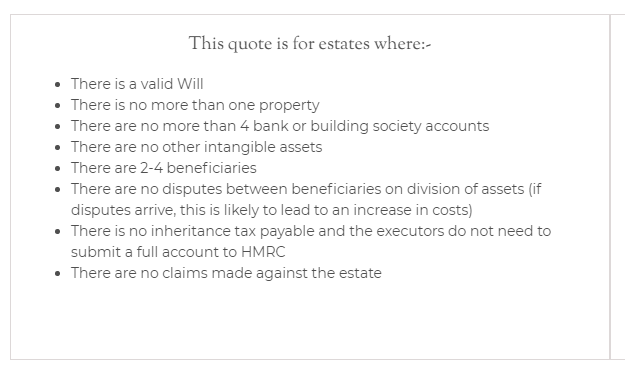 This quote is for estates where:-
• There is a valid Will
• There is no more than one property
• There are no more than 4 bank or building society accounts
• There are no other intangible assets
• There are 2-4 beneficiaries
• There are no disputes between beneficiaries on division of assets (if
disputes arrive, this is likely to lead to an increase in costs)
• There is no inheritance tax payable and the executors do not need to
submit a full account to HMRC
• There are no claims made against the estate